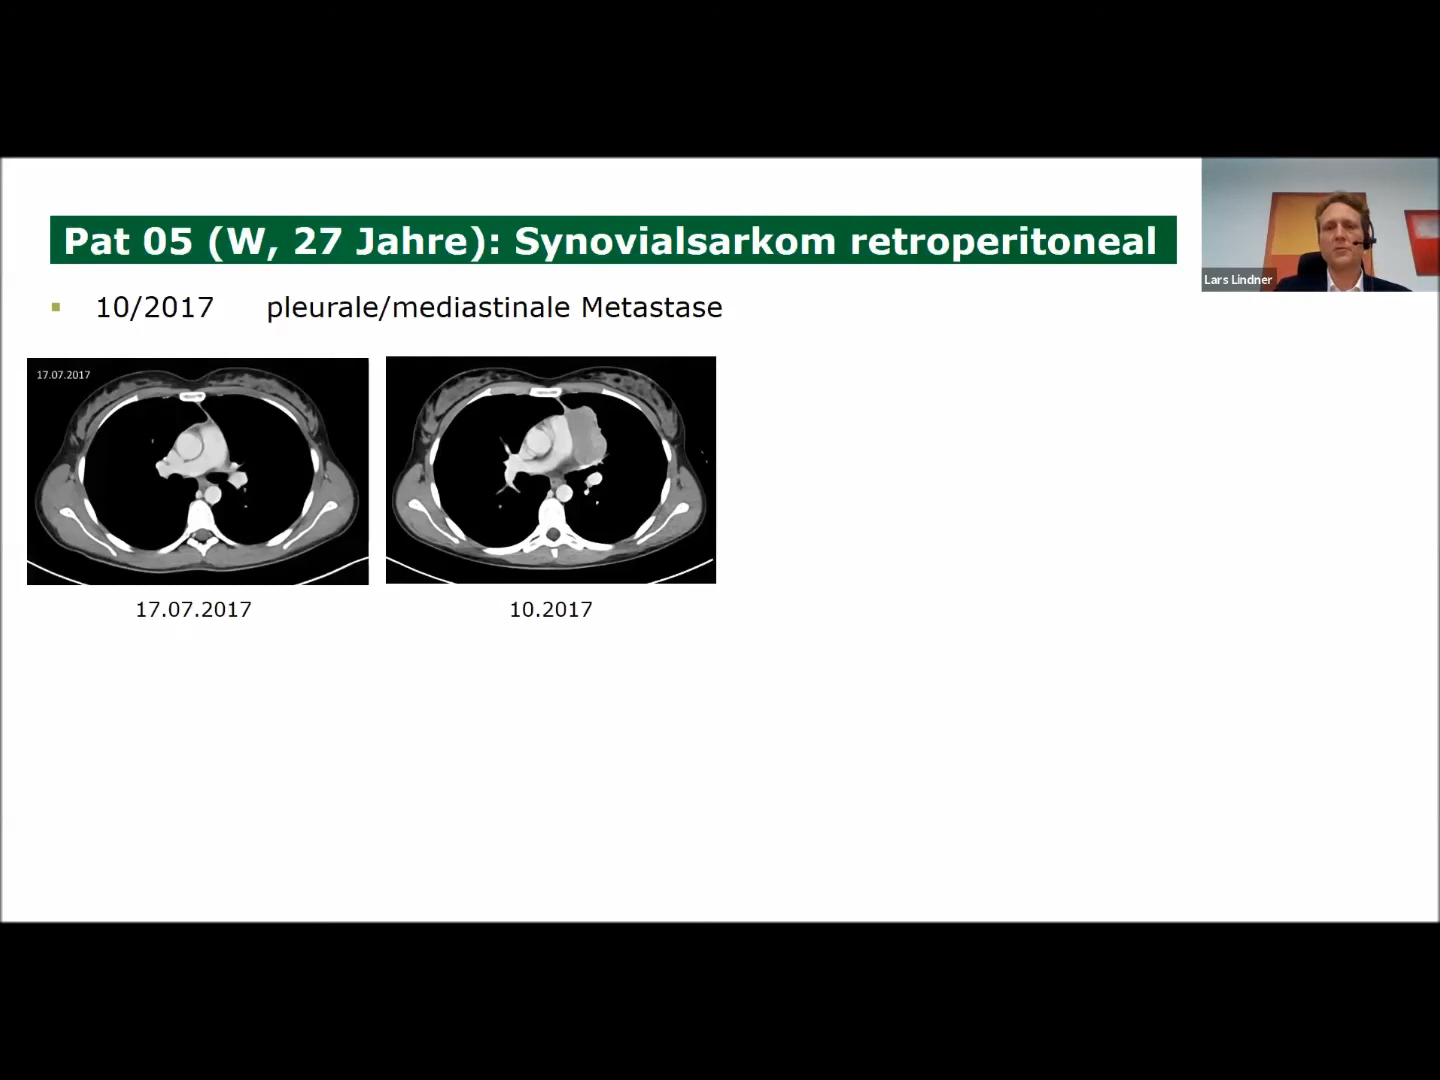 Pat 05 (W, 27 Jahre): Synovialsarkom retroperitoneal
Lars Lindner
10/2017 pleurale/mediastinale Metastase
17.07.2017
17.07.2017
10.2017